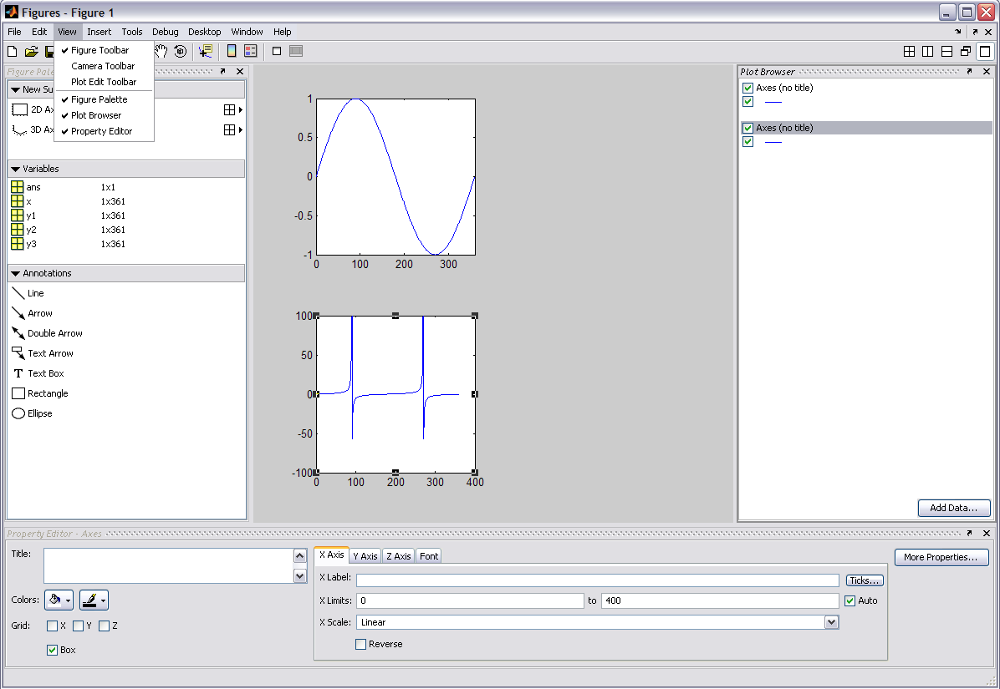 Figures - Figure 1
File Edit View Insert Tools Debug Desktop Window Help
Figure Toolbar
Camera Toolbar
Plot Edit Toolbar
Figure Palette
Plot Browser
Property Editor
Figure Pale
New Su
2D Ax
3D Ax
Variables
ans 1x1
x 1x361
y1 1x361
y2 1x361
y3 1x361
Annotations
Line
Arrow
Double Arrow
Text Arrow
T Text Box
Rectangle
Ellipse
1
0.5
0
-0.5
-1
0 100 200 300
100
50
0
-50
-100
0 100 200 300 400
Plot Browser
Axes (no title)
Axes (no title)
Add Data...
Property Editor - Axes
Title:
Colors:
Grid: X Y Z
Box
X Axis Y Axis Z Axis Font
X Label: Ticks...
X Limits: 0 to 400 Auto
X Scale: Linear
Reverse
More Properties...